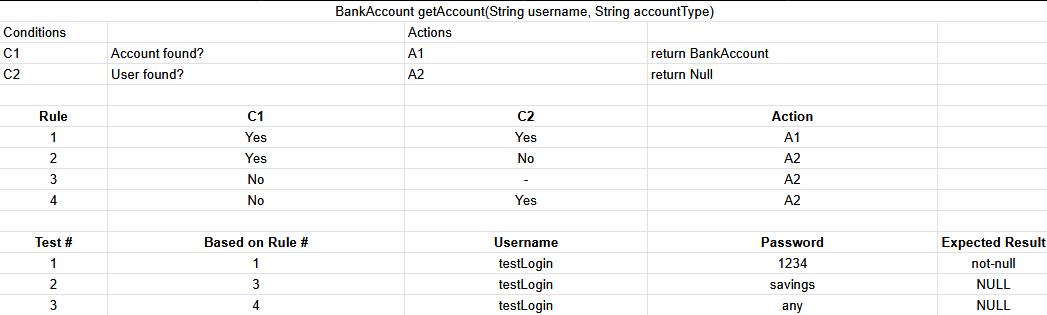 BankAccount getAccount(String username, String accountType)
Conditions Actions
C1 Account found? A1 return BankAccount
C2 User found? A2 return Null
Rule C1 C2 Action
1 Yes Yes A1
2 Yes No A2
3 No - A2
4 No Yes A2
Test # Based on Rule # Username Password Expected Result
1 1 testLogin 1234 not-null
2 3 testLogin savings NULL
3 4 testLogin any NULL